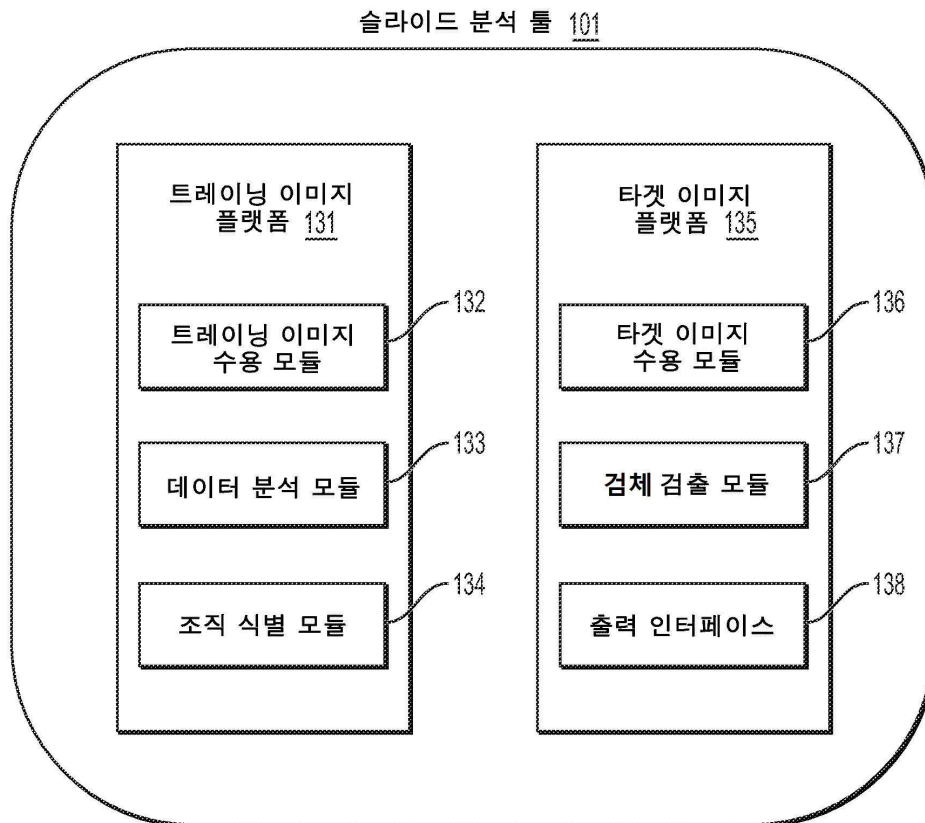 슬라이드 분석 툴 101
트레이닝 이미지
플랫폼 131
트레이닝 이미지
수용 모듈
132
데이터 분석 모듈
133
조직 식별 모듈
134
타겟 이미지
플랫폼 135
타겟 이미지
수용 모듈
136
검체 검출 모듈
137
출력 인터페이스
138